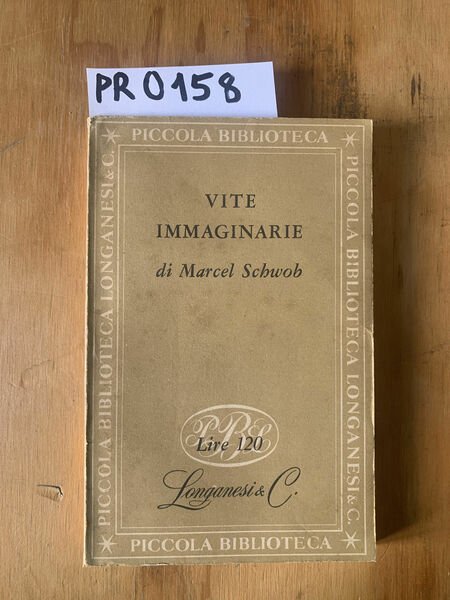 PR0158
* PICCOLA BIBLIOTECA *
PICCOLA BIBLIOTECA LONGANESI & C.
PICCOLA BIBLIOTECA LONGANESI & C.
VITE
IMMAGINARIE
di Marcel Schwob
PBL
Lire 120
Longanesi & C.
* PICCOLA BIBLIOTECA *